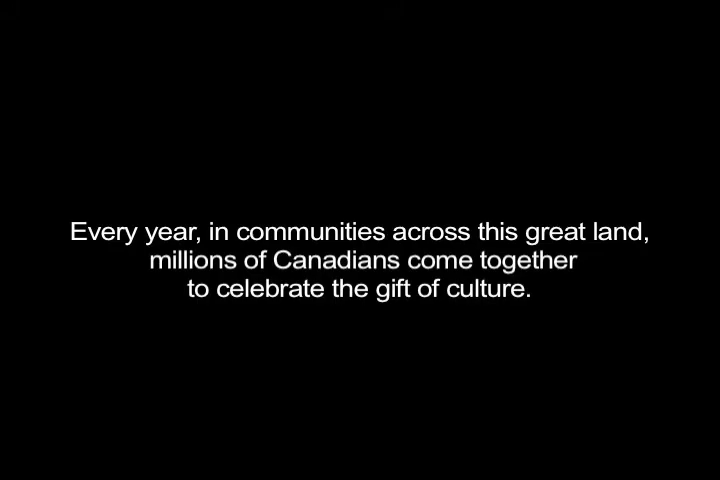 Every year, in communities across this great land,
millions of Canadians come together
to celebrate the gift of culture.